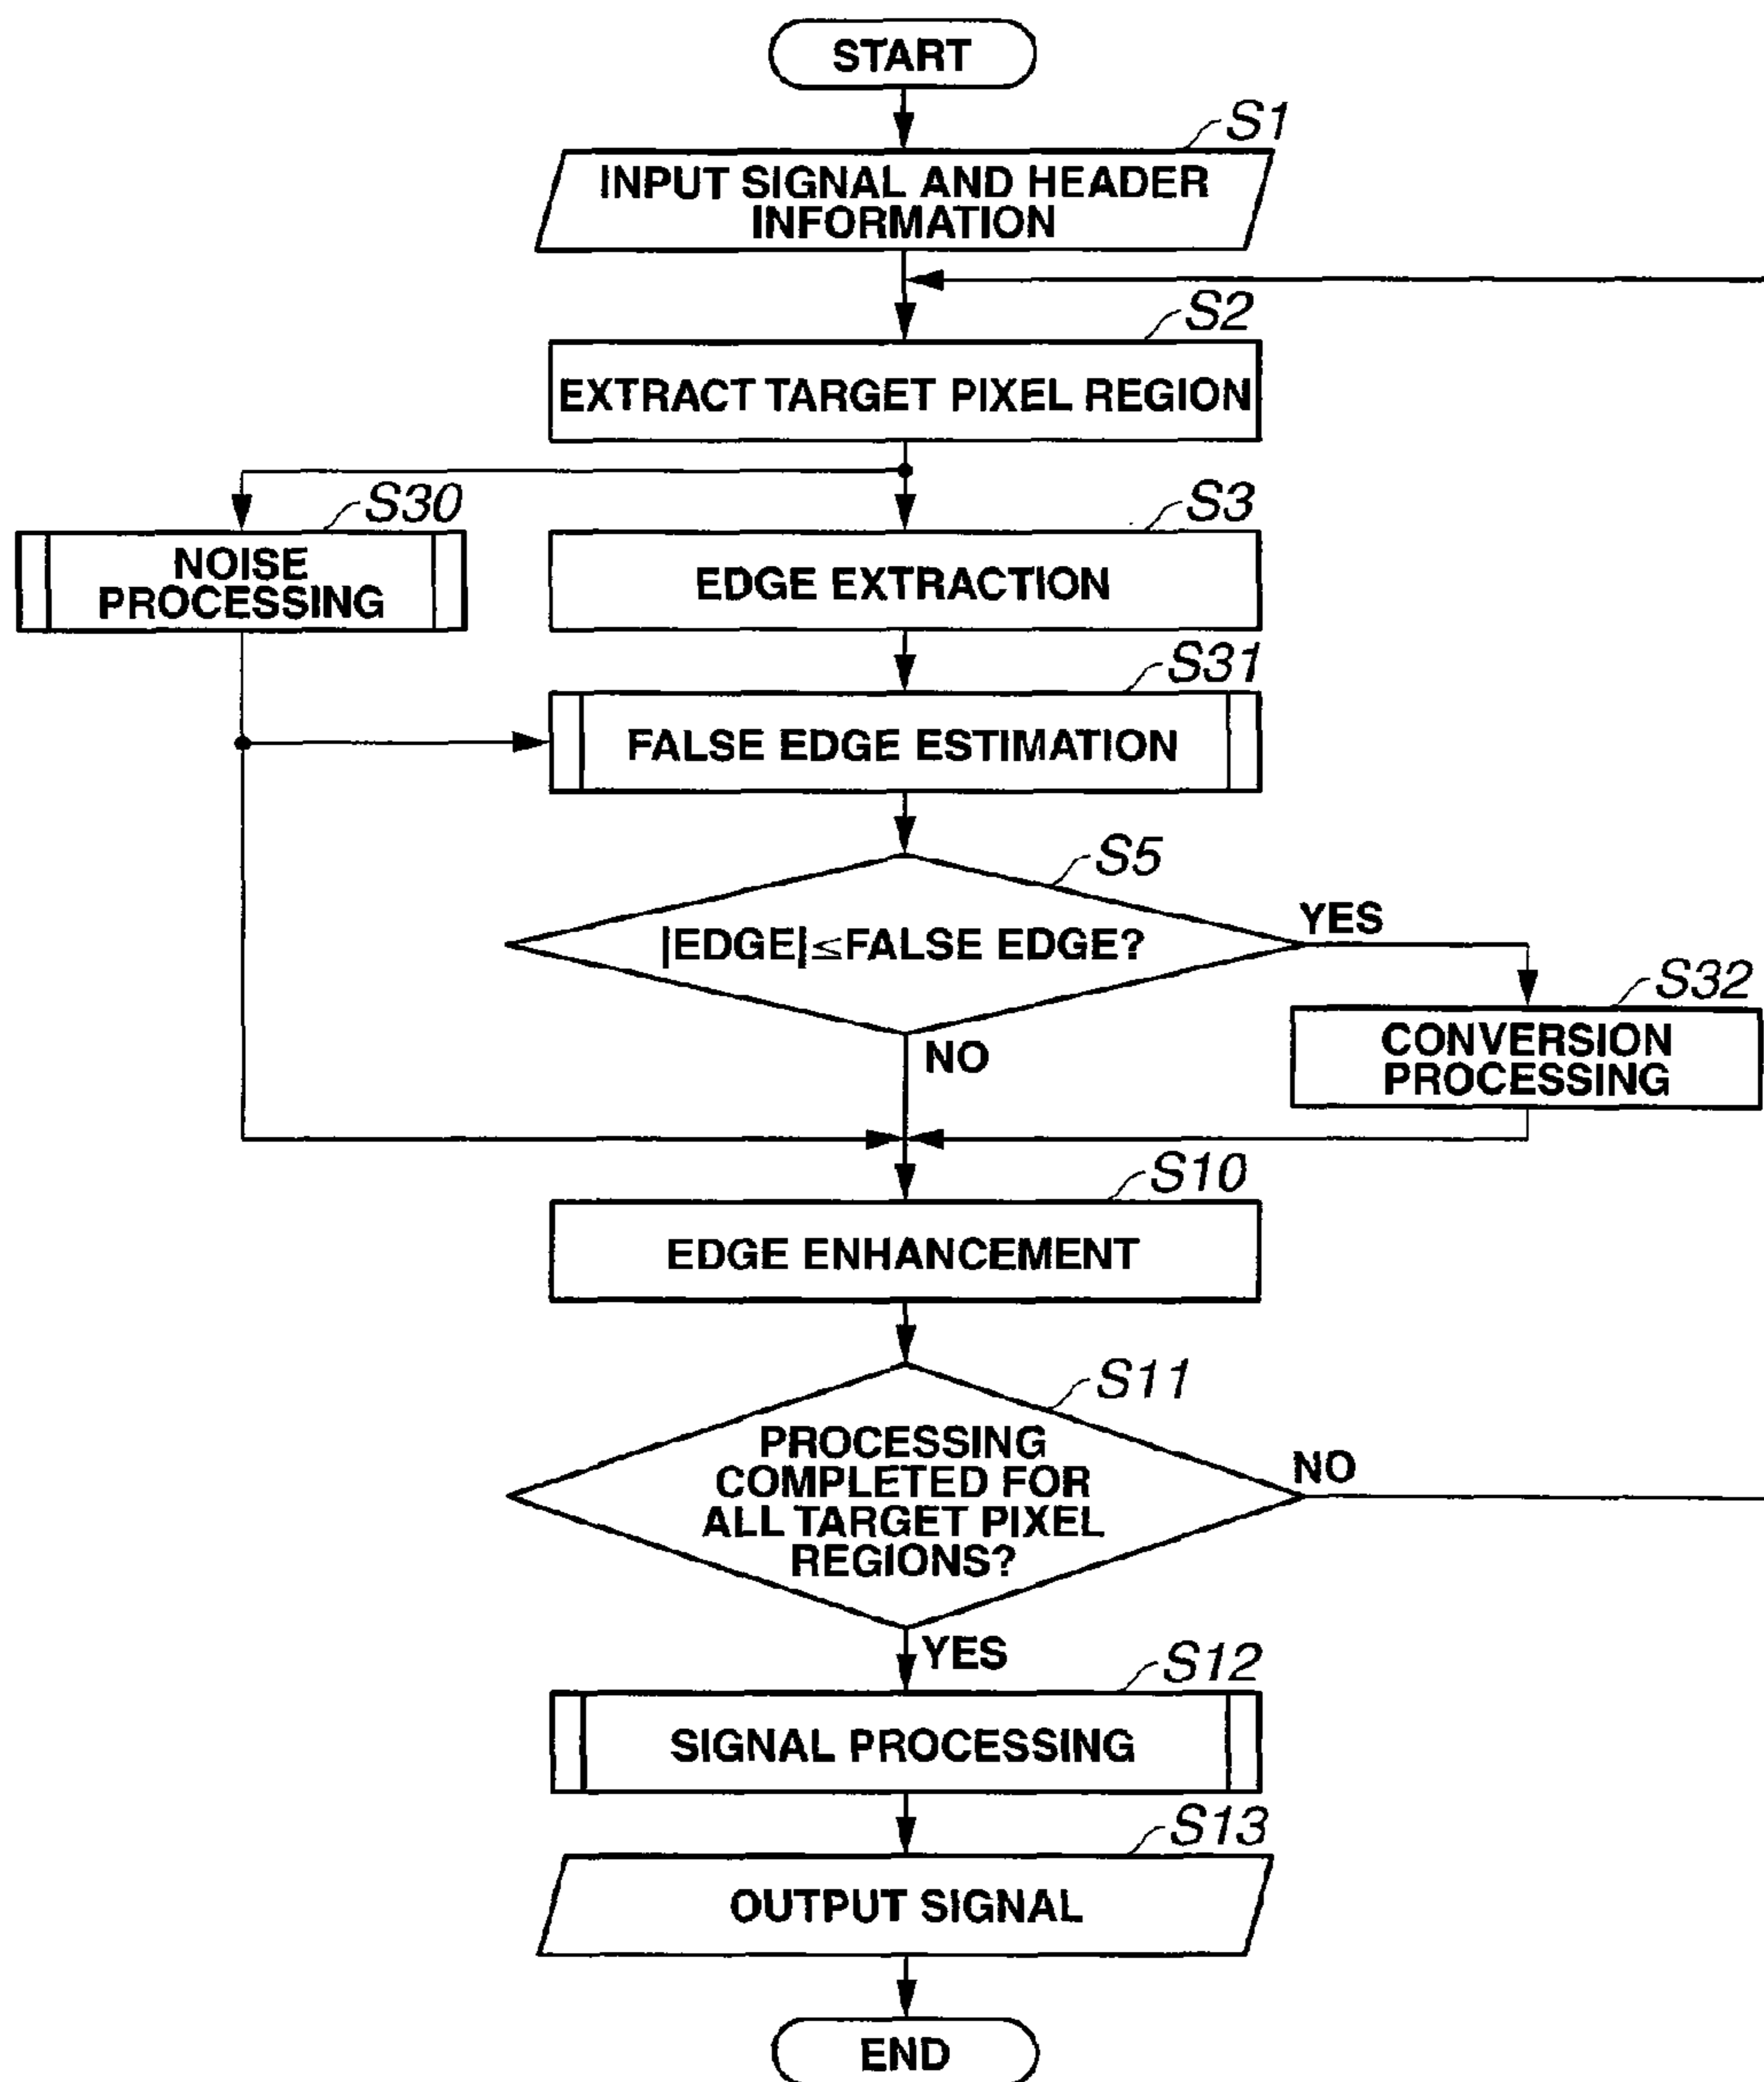 START
S1
INPUT SIGNAL AND HEADER
INFORMATION
S2
EXTRACT TARGET PIXEL REGION
S30
NOISE
PROCESSING
S3
EDGE EXTRACTION
S31
FALSE EDGE ESTIMATION
S5
|EDGE|≤FALSE EDGE?
YES
NO
S32
CONVERSION
PROCESSING
S10
EDGE ENHANCEMENT
S11
PROCESSING
COMPLETED FOR
ALL TARGET PIXEL
REGIONS?
NO
YES
S12
SIGNAL PROCESSING
S13
OUTPUT SIGNAL
END